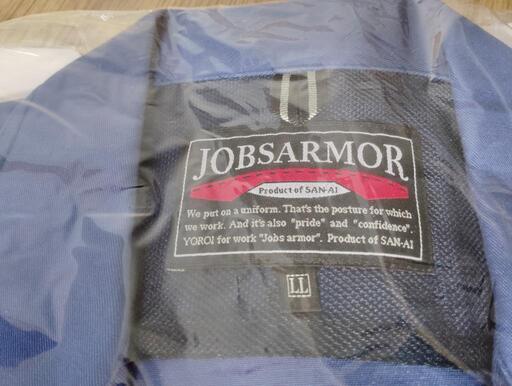 JOBSARMOR
Product of SAN-AI
We put on a uniform. That's the posture for which
we work. And it's also "pride" and "confidence".
YOROI for work "Jobs armor". Product of SAN-AI
LL